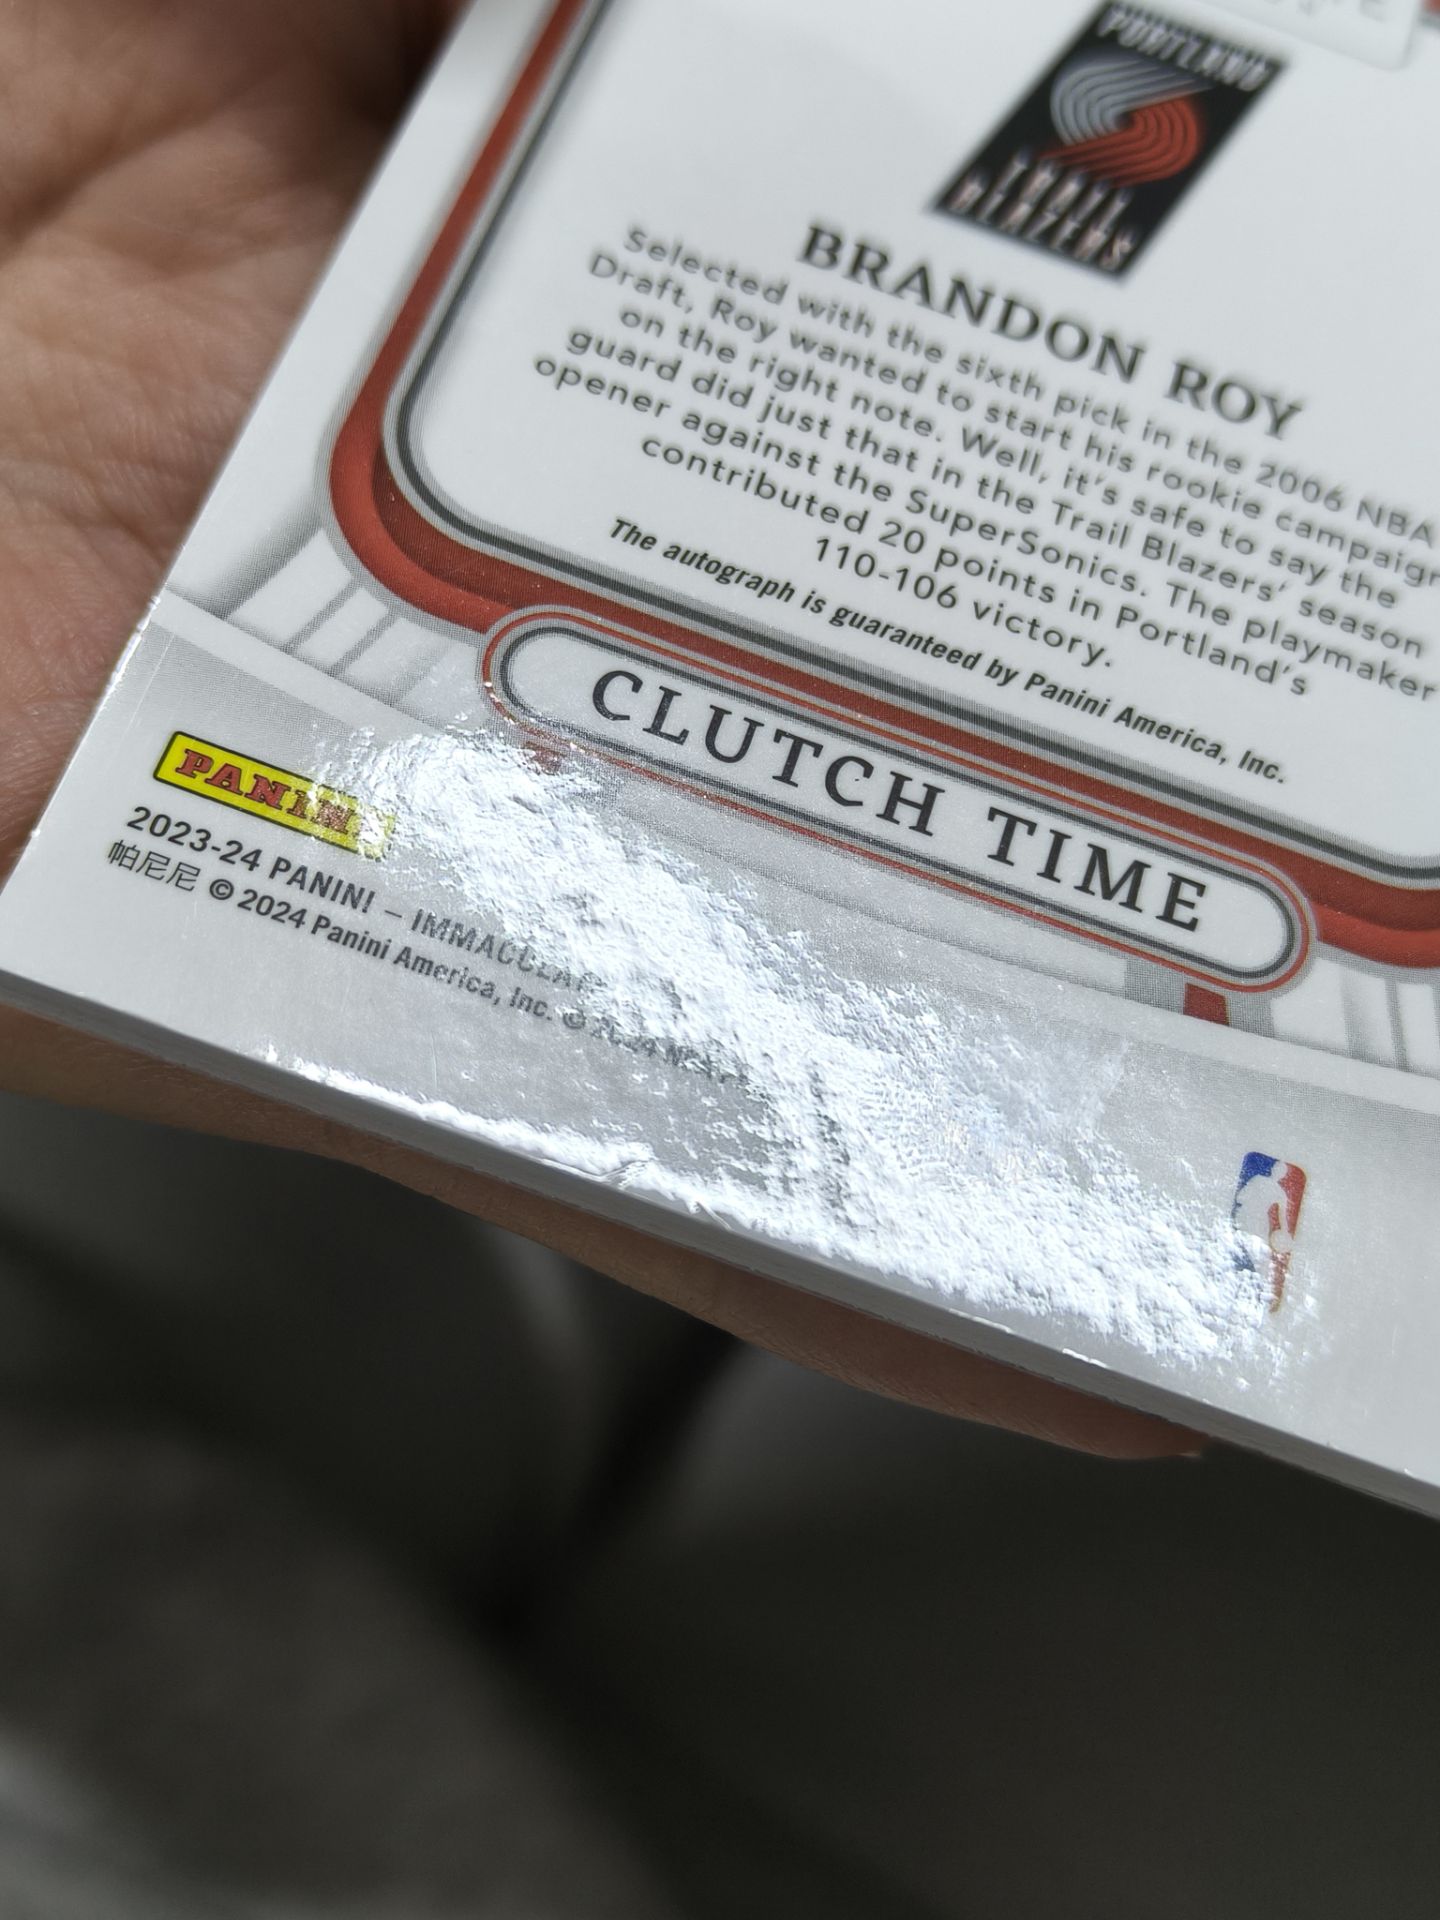 PORTLAND
TRAIL
BLAZERS
BRANDON ROY
Selected with the sixth pick in the 2006 NBA
Draft, Roy wanted to start his rookie campaign
on the right note. Well, it's safe to say the
guard did just that in the Trail Blazers' season
opener against the SuperSonics. The playmaker
contributed 20 points in Portland's
110-106 victory.
The autograph is guaranteed by Panini America, Inc.
CLUTCH TIME
PANINI
2023-24 PANINI – IMMACULATE
帕尼尼 © 2024 Panini America, Inc. © 2024 NBA